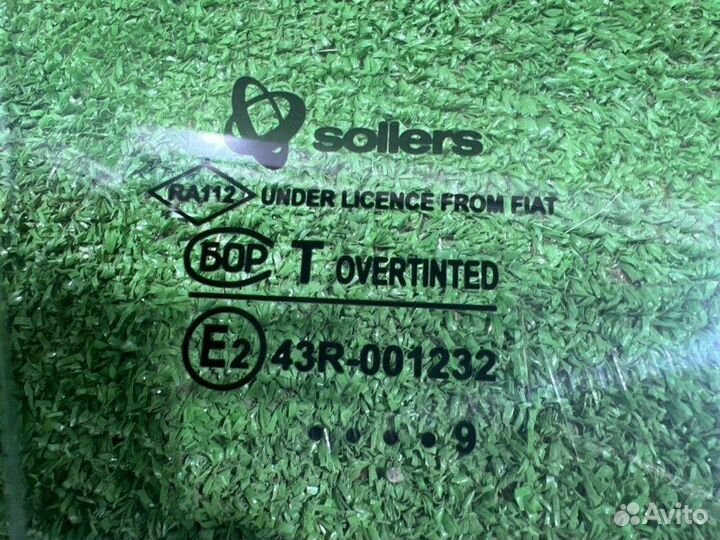 sollers
RA112 UNDER LICENCE FROM FIAT
БОР T OVERTINTED
E2 43R-001232
• • • • 9
Avito